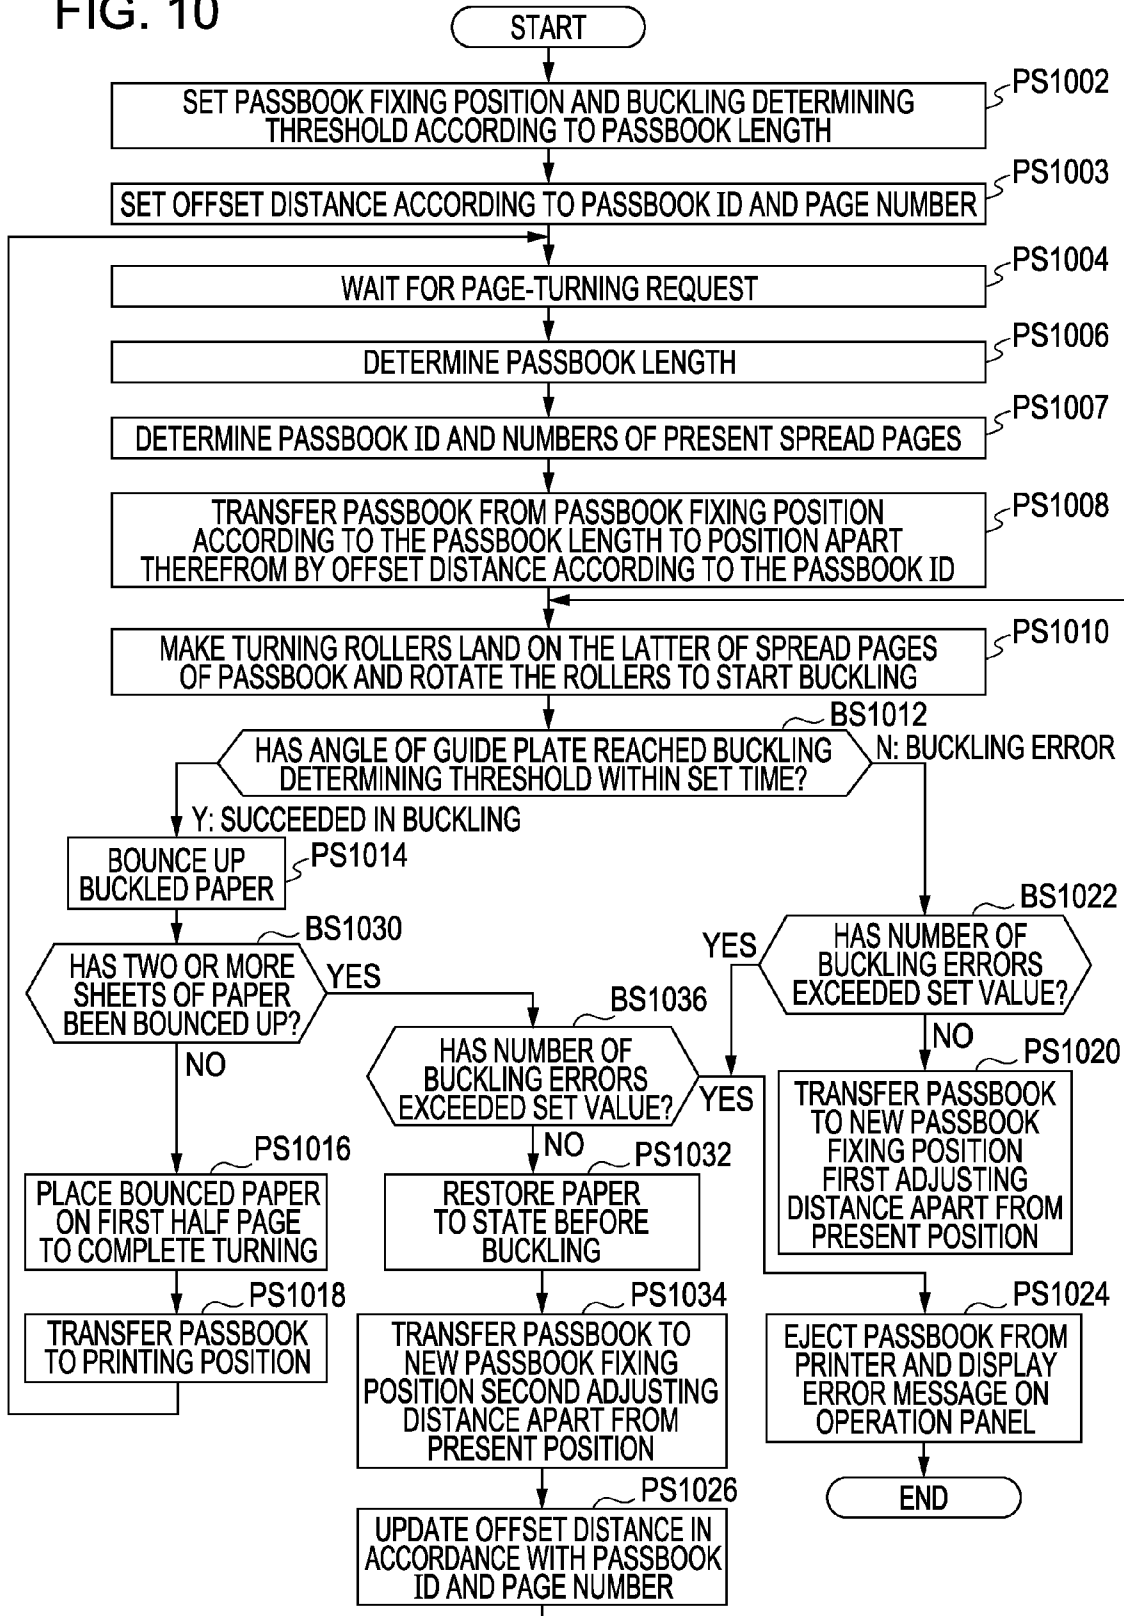 FIG. 10
START
PS1002
SET PASSBOOK FIXING POSITION AND BUCKLING DETERMINING
THRESHOLD ACCORDING TO PASSBOOK LENGTH
PS1003
SET OFFSET DISTANCE ACCORDING TO PASSBOOK ID AND PAGE NUMBER
PS1004
WAIT FOR PAGE-TURNING REQUEST
PS1006
DETERMINE PASSBOOK LENGTH
PS1007
DETERMINE PASSBOOK ID AND NUMBERS OF PRESENT SPREAD PAGES
PS1008
TRANSFER PASSBOOK FROM PASSBOOK FIXING POSITION
ACCORDING TO THE PASSBOOK LENGTH TO POSITION APART
THEREFROM BY OFFSET DISTANCE ACCORDING TO THE PASSBOOK ID
PS1010
MAKE TURNING ROLLERS LAND ON THE LATTER OF SPREAD PAGES
OF PASSBOOK AND ROTATE THE ROLLERS TO START BUCKLING
BS1012
HAS ANGLE OF GUIDE PLATE REACHED BUCKLING
DETERMINING THRESHOLD WITHIN SET TIME?
N: BUCKLING ERROR
Y: SUCCEEDED IN BUCKLING
PS1014
BOUNCE UP
BUCKLED PAPER
BS1030
HAS TWO OR MORE
SHEETS OF PAPER
BEEN BOUNCED UP?
YES
NO
BS1022
HAS NUMBER OF
BUCKLING ERRORS
EXCEEDED SET VALUE?
YES
NO
BS1036
HAS NUMBER OF
BUCKLING ERRORS
EXCEEDED SET VALUE?
YES
NO
PS1020
TRANSFER PASSBOOK
TO NEW PASSBOOK
FIXING POSITION
FIRST ADJUSTING
DISTANCE APART FROM
PRESENT POSITION
PS1016
PLACE BOUNCED PAPER
ON FIRST HALF PAGE
TO COMPLETE TURNING
PS1032
RESTORE PAPER
TO STATE BEFORE
BUCKLING
PS1018
TRANSFER PASSBOOK
TO PRINTING POSITION
PS1034
TRANSFER PASSBOOK TO
NEW PASSBOOK FIXING
POSITION SECOND ADJUSTING
DISTANCE APART FROM
PRESENT POSITION
PS1024
EJECT PASSBOOK FROM
PRINTER AND DISPLAY
ERROR MESSAGE ON
OPERATION PANEL
END
PS1026
UPDATE OFFSET DISTANCE IN
ACCORDANCE WITH PASSBOOK
ID AND PAGE NUMBER